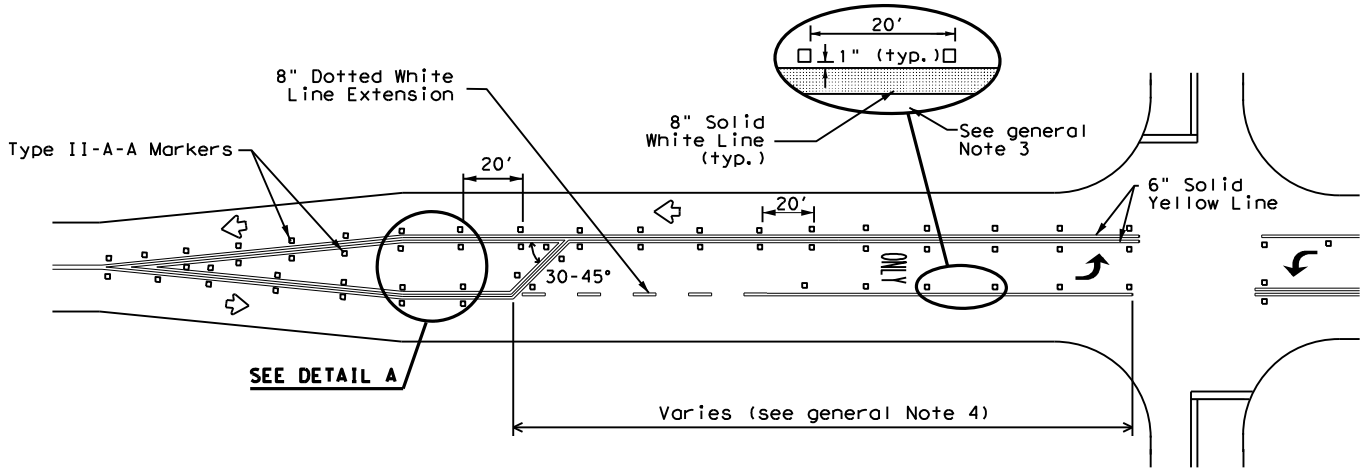 20'
1" (typ.)
8" Dotted White
Line Extension
8" Solid
White Line
(typ.)
See general
Note 3
Type II-A-A Markers
20'
6" Solid
Yellow Line
20'
ONLY
30-45°
SEE DETAIL A
Varies (see general Note 4)